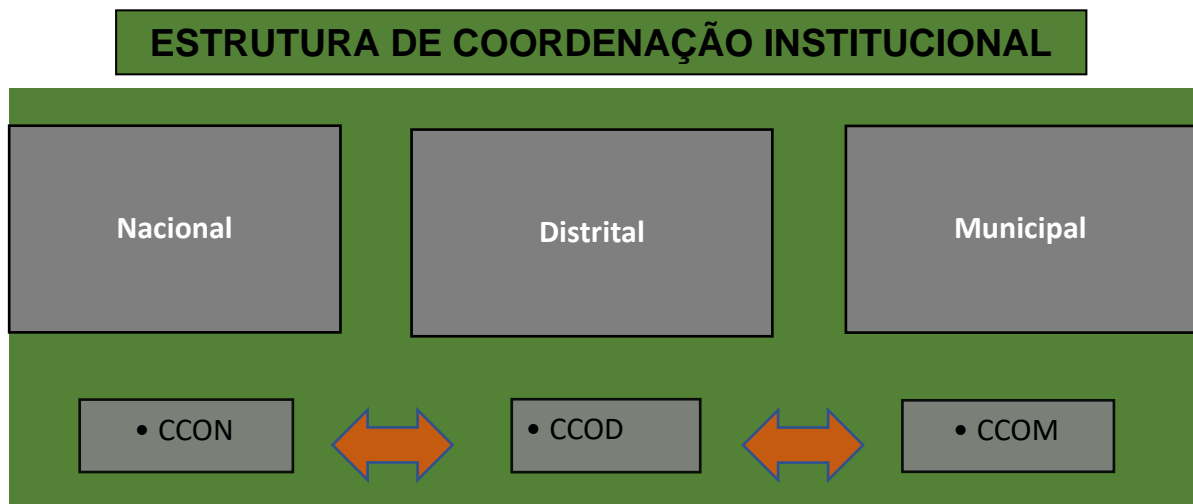 ESTRUTURA DE COORDENAÇÃO INSTITUCIONAL
Nacional
Distrital
Municipal
• CCON
• CCOD
• CCOM